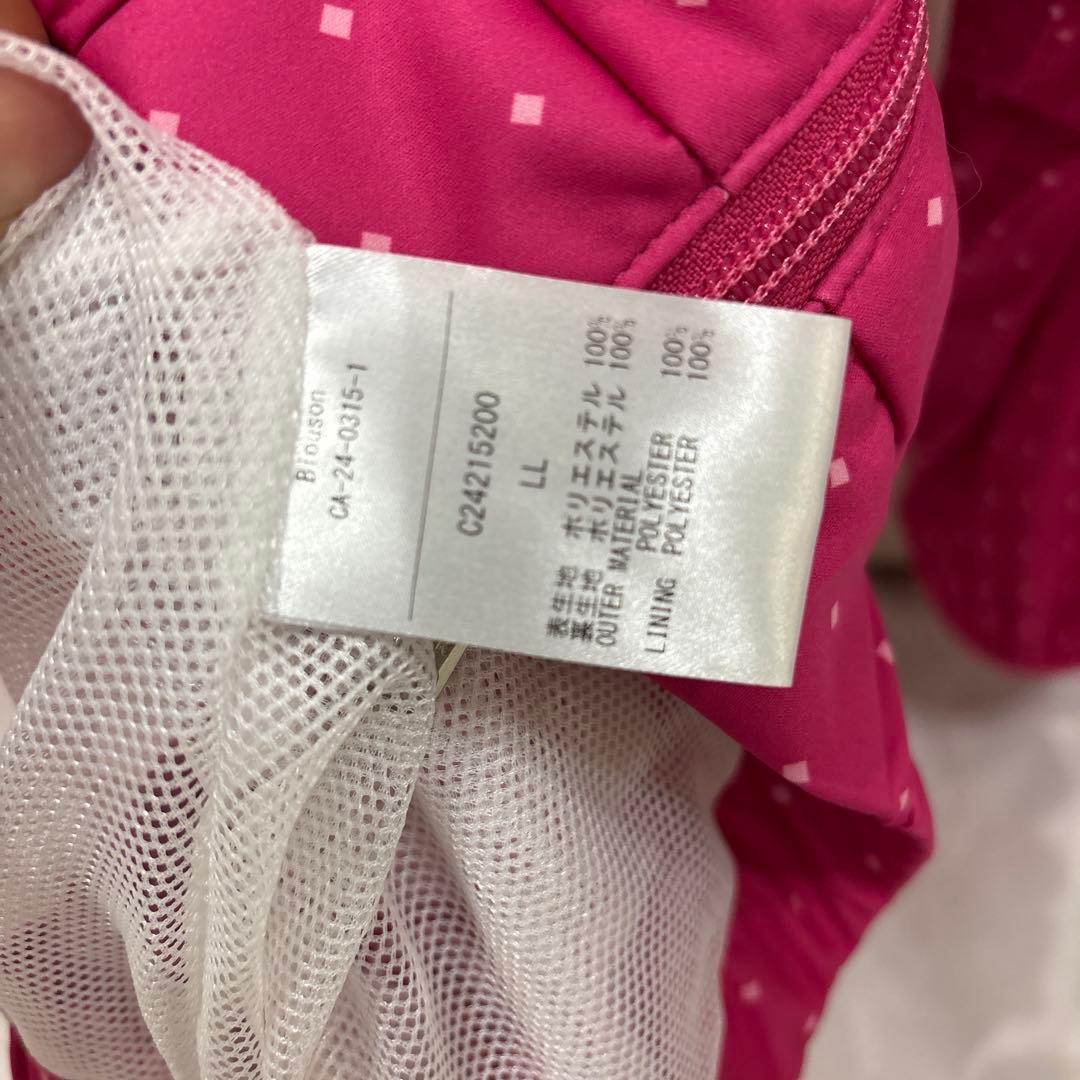 Blouson
CA-24-0315-1
C24215200
LL
表生地 ポリエステル 100%
裏生地 ポリエステル 100%
OUTER MATERIAL
POLYESTER 100%
LINING POLYESTER 100%